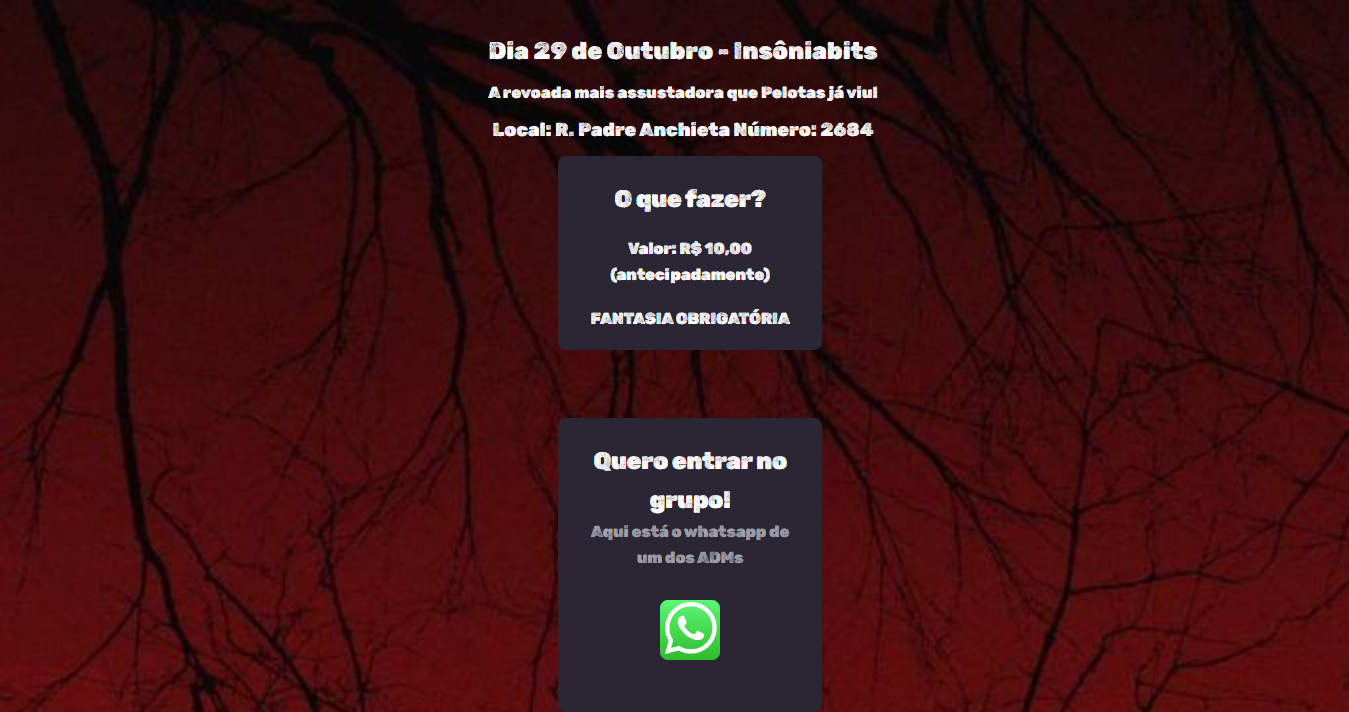 Dia 29 de Outubro - Insôniabits
A revoada mais assustadora que Pelotas já viu!
Local: R. Padre Anchieta Número: 2684
O que fazer?
Valor: R$ 10,00
(antecipadamente)
FANTASIA OBRIGATÓRIA
Quero entrar no
grupo!
Aqui está o whatsapp de
um dos ADMs